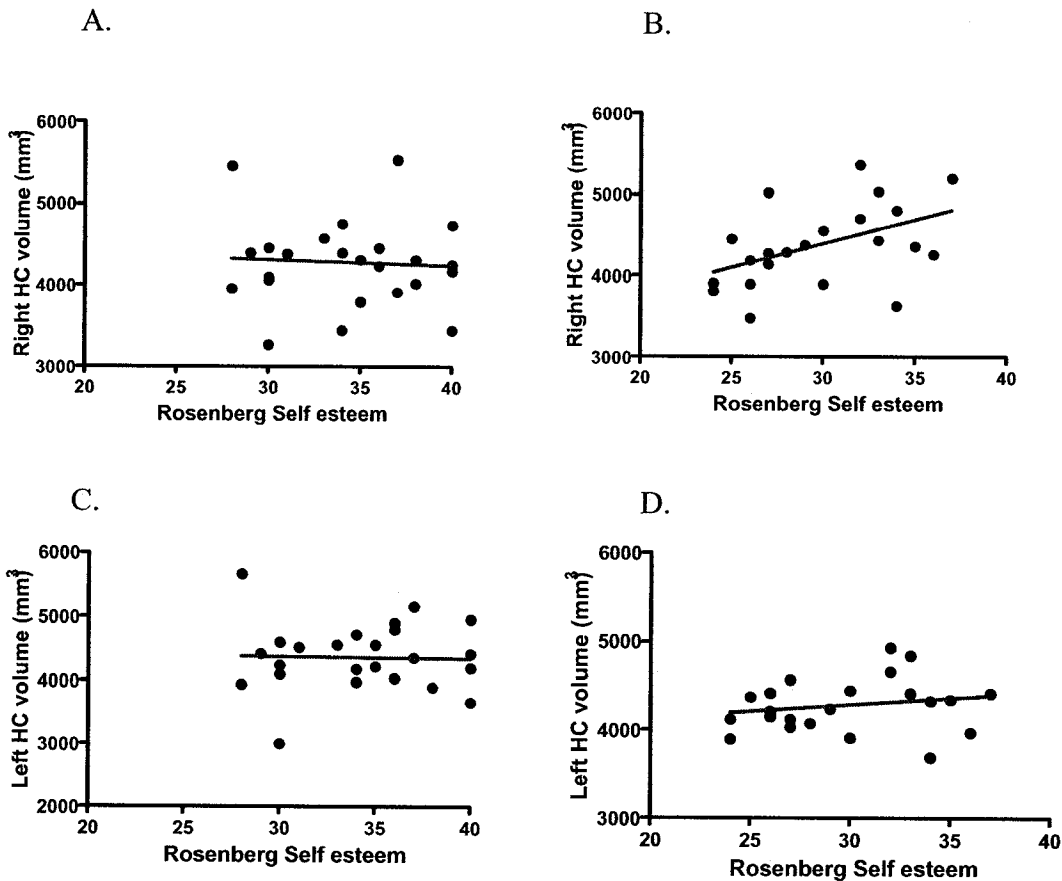 A.
Right HC volume (mm³)
6000
5000
4000
3000
20 25 30 35 40
Rosenberg Self esteem
B.
Right HC volume (mm³)
6000
5000
4000
3000
20 25 30 35 40
Rosenberg Self esteem
C.
Left HC volume (mm³)
6000
5000
4000
3000
2000
20 25 30 35 40
Rosenberg Self esteem
D.
Left HC volume (mm³)
6000
5000
4000
3000
20 25 30 35 40
Rosenberg Self esteem